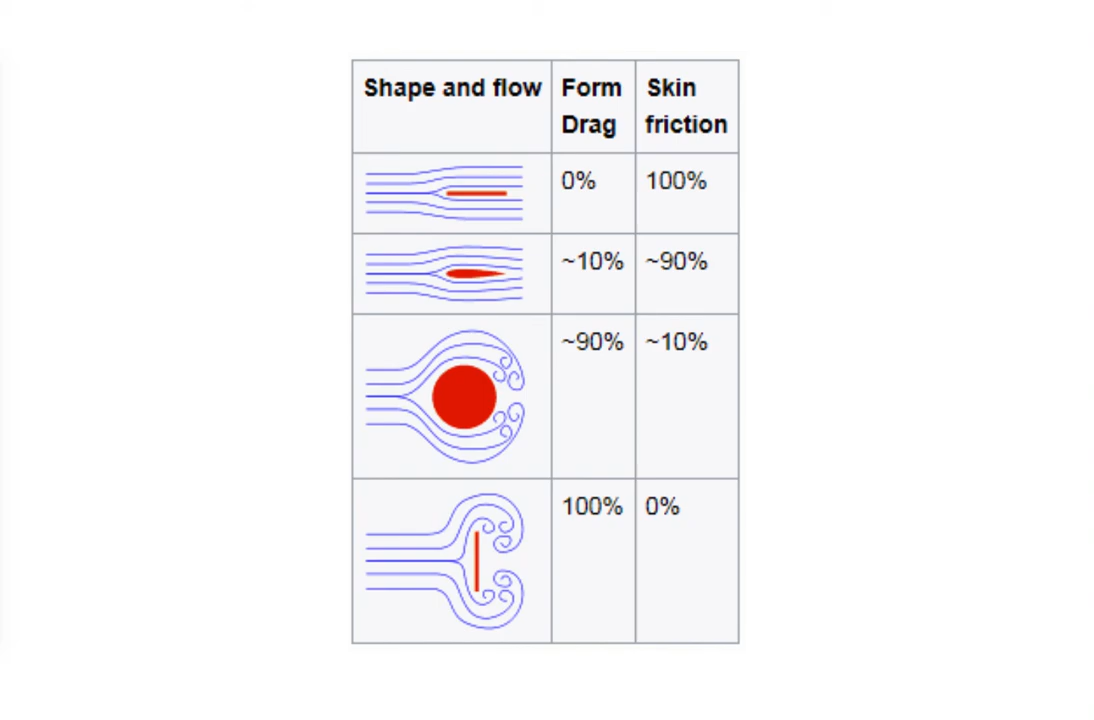 Shape and flow Form Skin
Drag friction
0% 100%
~10% ~90%
~90% ~10%
100% 0%